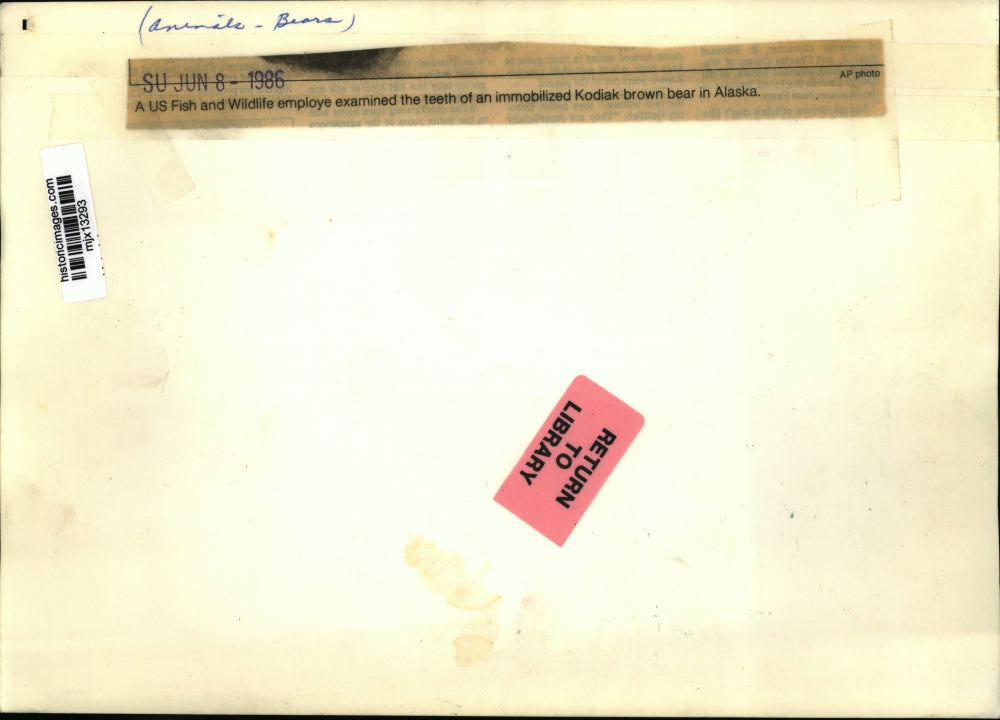 (Animals - Bears)
SU JUN 8 - 1986
AP photo
A US Fish and Wildlife employe examined the teeth of an immobilized Kodiak brown bear in Alaska.
historicimages.com
mjx13293
RETURN
TO
LIBRARY